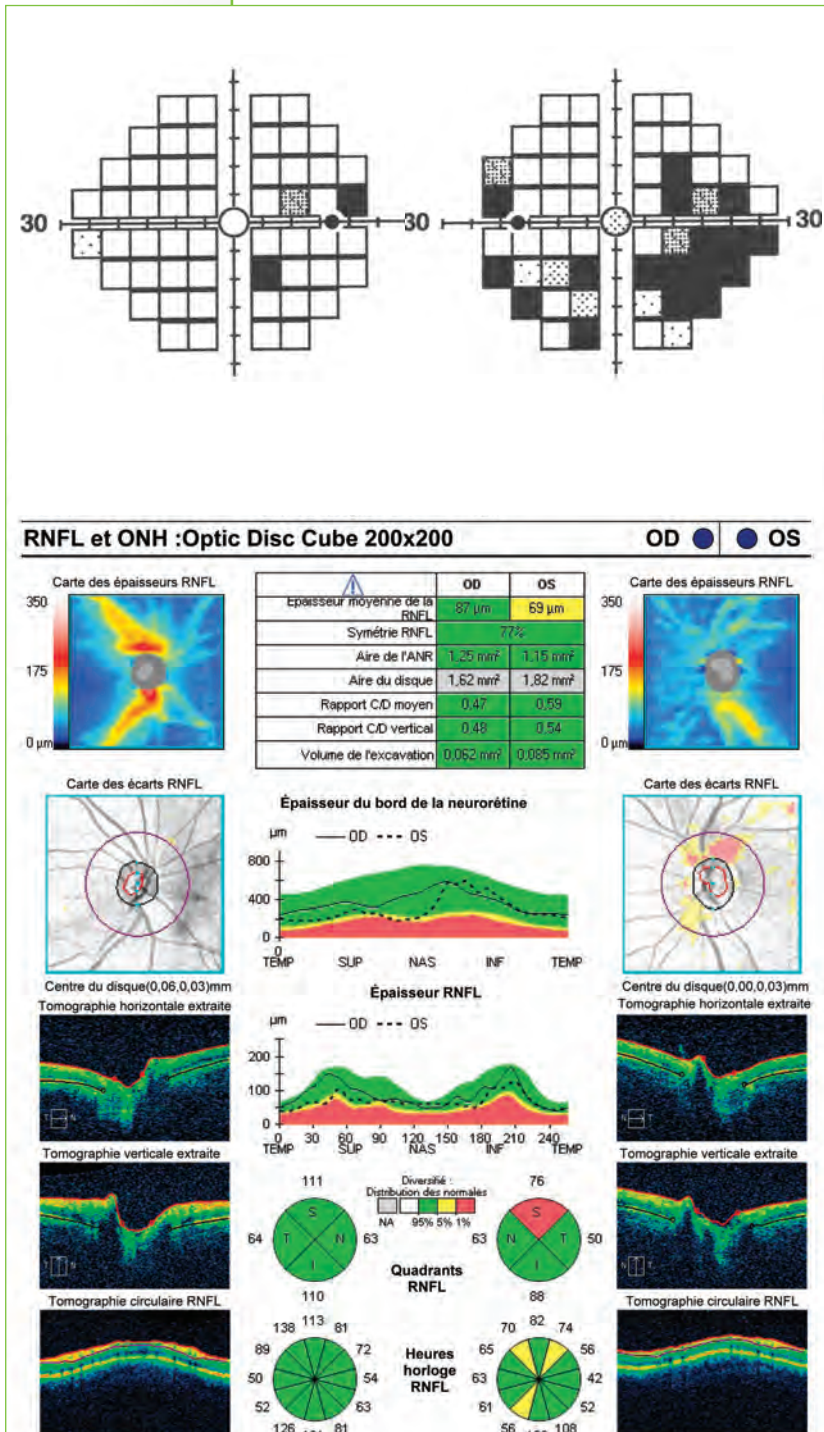 30 30 30
RNFL et ONH :Optic Disc Cube 200x200 OD OS
Carte des épaisseurs RNFL
350
175
0 µm
OD OS
Epaisseur moyenne de la RNFL 87 µm 69 µm
Symétrie RNFL 77%
Aire de l'ANR 1,25 mm² 1,15 mm²
Aire du disque 1,62 mm² 1,82 mm²
Rapport C/D moyen 0,47 0,59
Rapport C/D vertical 0,48 0,54
Volume de l'excavation 0,062 mm³ 0,085 mm³
Carte des épaisseurs RNFL
350
175
0 µm
Carte des écarts RNFL
Centre du disque(0,06,0,03)mm
Épaisseur du bord de la neurorétine
µm OD OS
800
400
0
0
TEMP SUP NAS INF TEMP
Carte des écarts RNFL
Centre du disque(0,00,0,03)mm
Tomographie horizontale extraite
T N
Épaisseur RNFL
µm OD OS
200
100
0
0 30 60 90 120 150 180 210 240
TEMP SUP NAS INF TEMP
Tomographie horizontale extraite
N T
Tomographie verticale extraite
T N
111
64 S T N I 63
110
Diversifié :
Distribution des normales
NA 95% 5% 1%
Quadrants
RNFL
76
63 S N T I 50
88
Tomographie verticale extraite
N T
Tomographie circulaire RNFL
113
138 81
89 72
50 54
52 63
126 81
Heures
horloge
RNFL
82
70 74
65 56
63 42
61 52
56 108
Tomographie circulaire RNFL